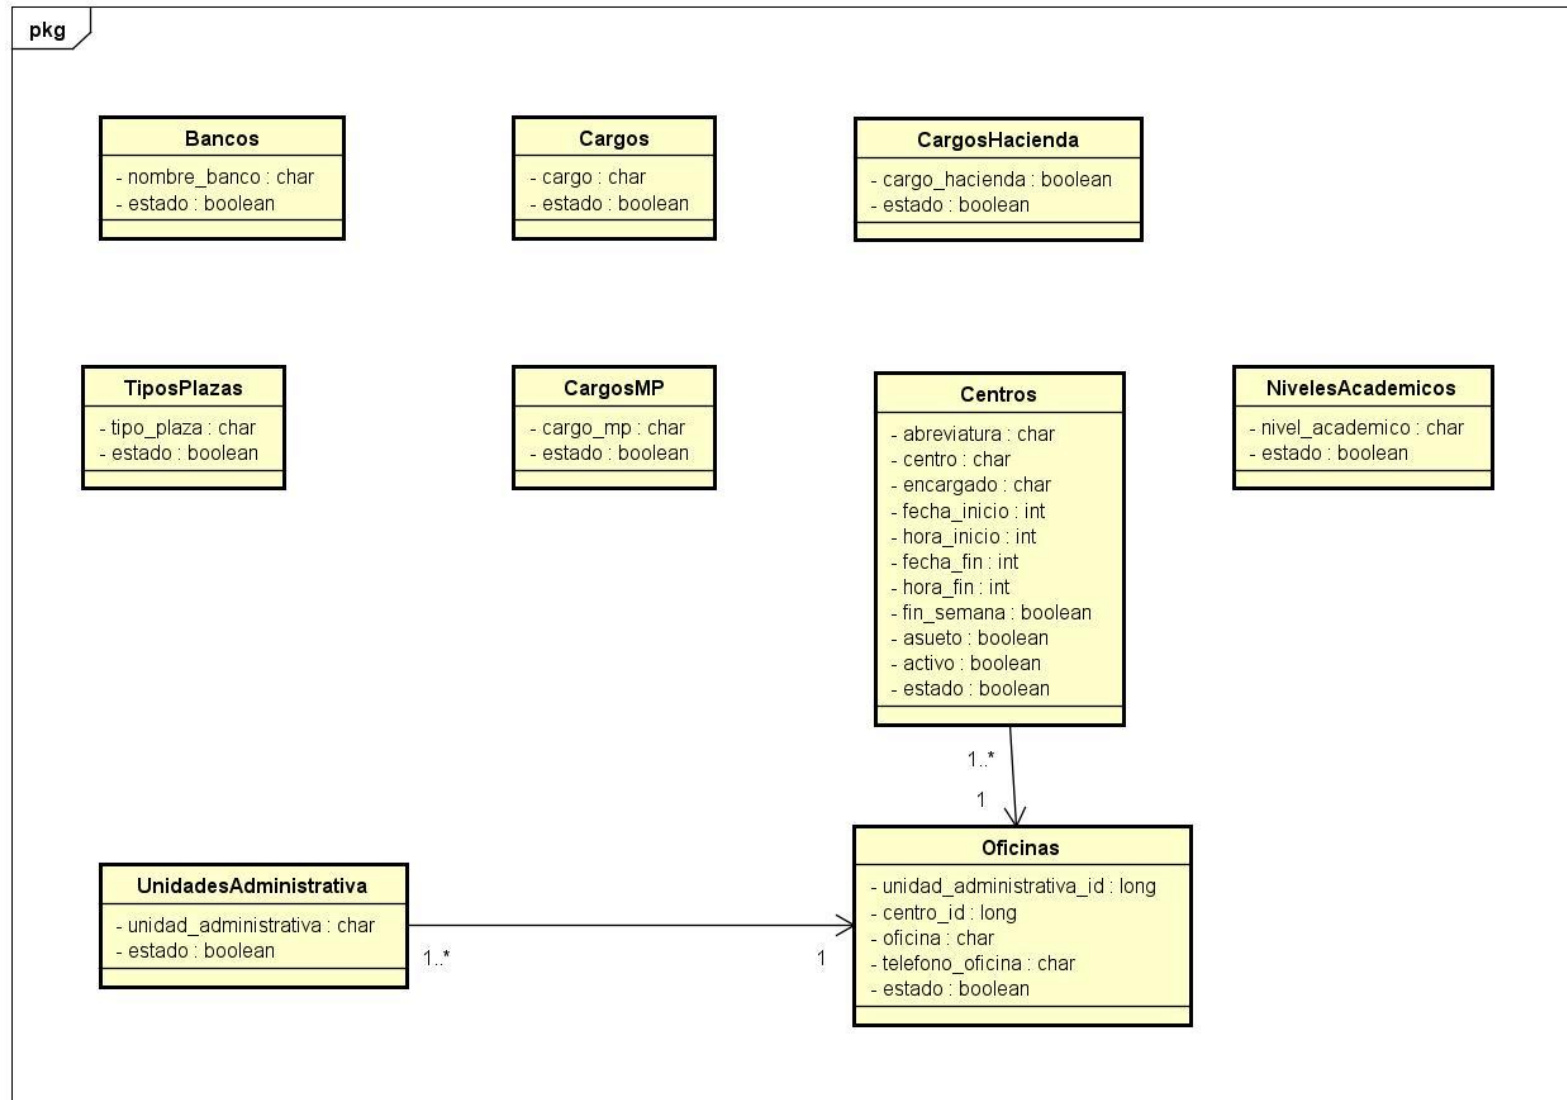 pkg
Bancos
- nombre_banco : char
- estado : boolean
Cargos
- cargo : char
- estado : boolean
CargosHacienda
- cargo_hacienda : boolean
- estado : boolean
TiposPlazas
- tipo_plaza : char
- estado : boolean
CargosMP
- cargo_mp : char
- estado : boolean
Centros
- abreviatura : char
- centro : char
- encargado : char
- fecha_inicio : int
- hora_inicio : int
- fecha_fin : int
- hora_fin : int
- fin_semana : boolean
- asueto : boolean
- activo : boolean
- estado : boolean
NivelesAcademicos
- nivel_academico : char
- estado : boolean
1..*
1
UnidadesAdministrativa
- unidad_administrativa : char
- estado : boolean
1..*
1
Oficinas
- unidad_administrativa_id : long
- centro_id : long
- oficina : char
- telefono_oficina : char
- estado : boolean